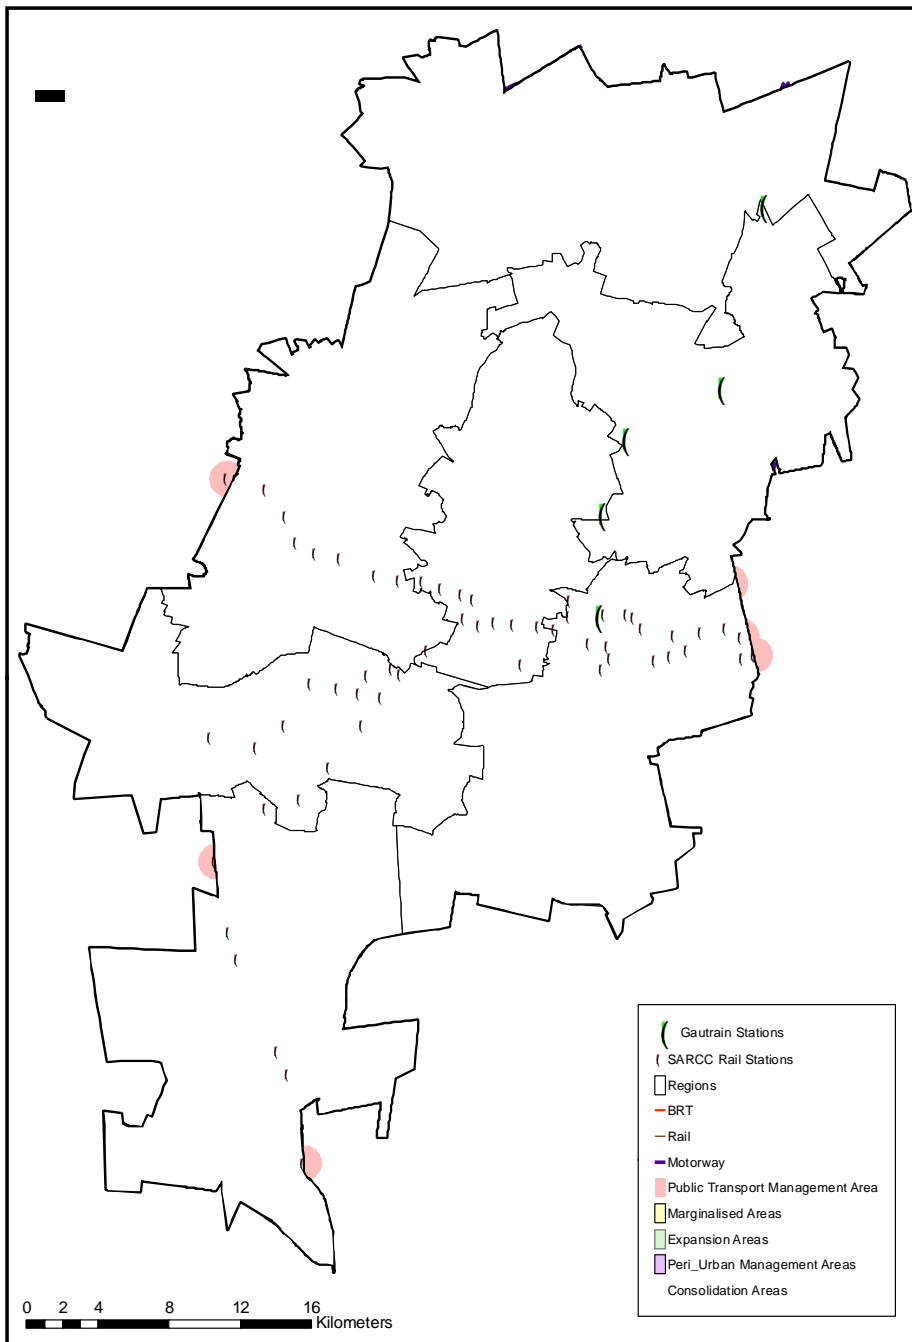 Gautrain Stations
SARCC Rail Stations
Regions
BRT
Rail
Motorway
Public Transport Management Area
Marginalised Areas
Expansion Areas
Peri_Urban Management Areas
Consolidation Areas
0 2 4 8 12 16
Kilometers